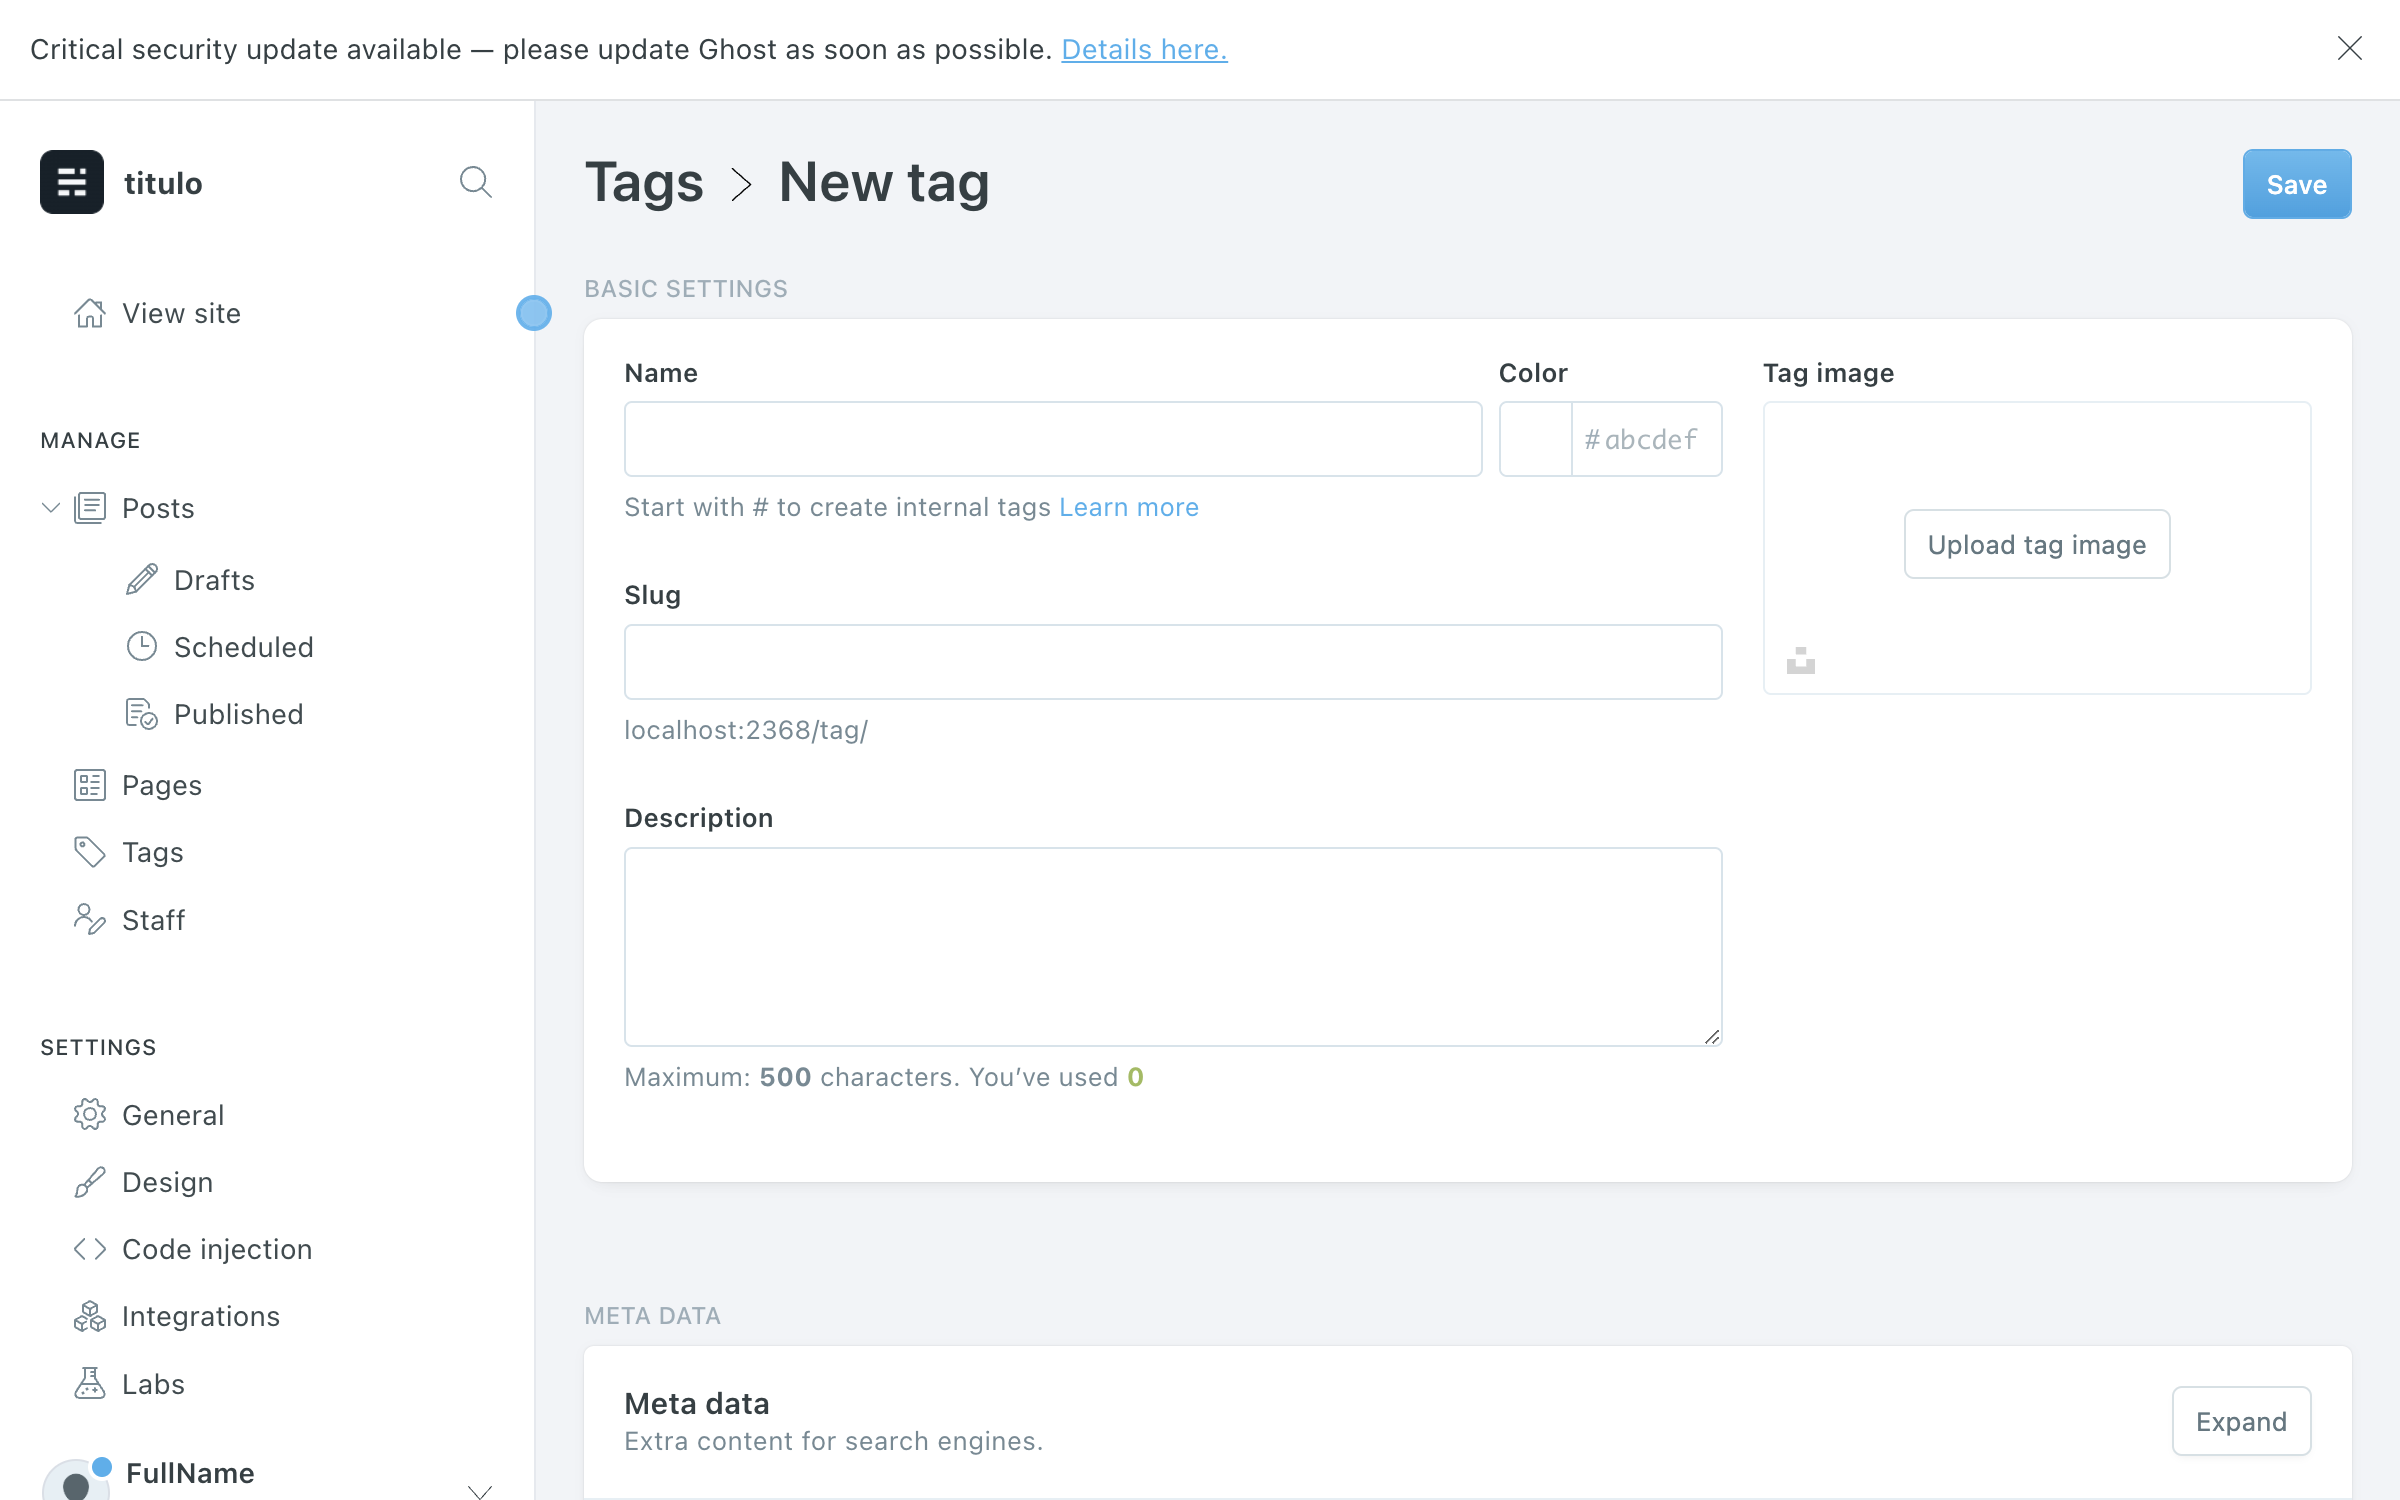 Critical security update available — please update Ghost as soon as possible. Details here.
titulo
View site
MANAGE
Posts
Drafts
Scheduled
Published
Pages
Tags
Staff
SETTINGS
General
Design
Code injection
Integrations
Labs
FullName
Tags > New tag
Save
BASIC SETTINGS
Name
Start with # to create internal tags Learn more
Color
#abcdef
Slug
localhost:2368/tag/
Description
Maximum: 500 characters. You’ve used 0
Tag image
Upload tag image
META DATA
Meta data
Extra content for search engines.
Expand